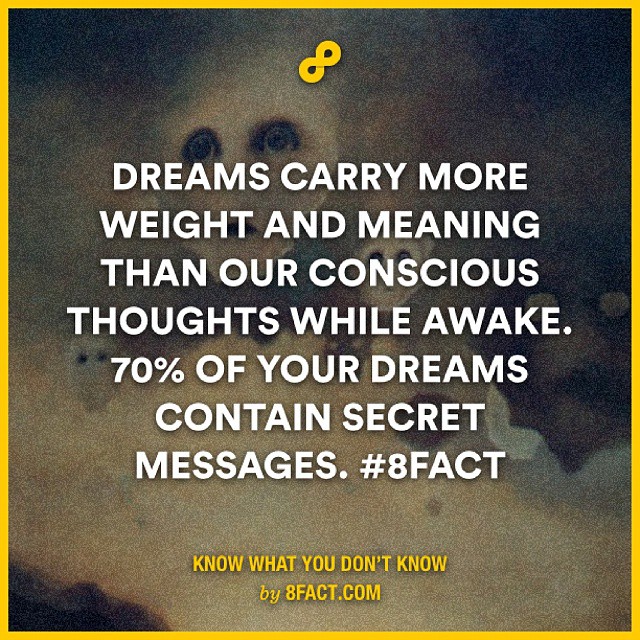 DREAMS CARRY MORE
WEIGHT AND MEANING
THAN OUR CONSCIOUS
THOUGHTS WHILE AWAKE.
70% OF YOUR DREAMS
CONTAIN SECRET
MESSAGES. #8FACT
KNOW WHAT YOU DON'T KNOW
by 8FACT.COM